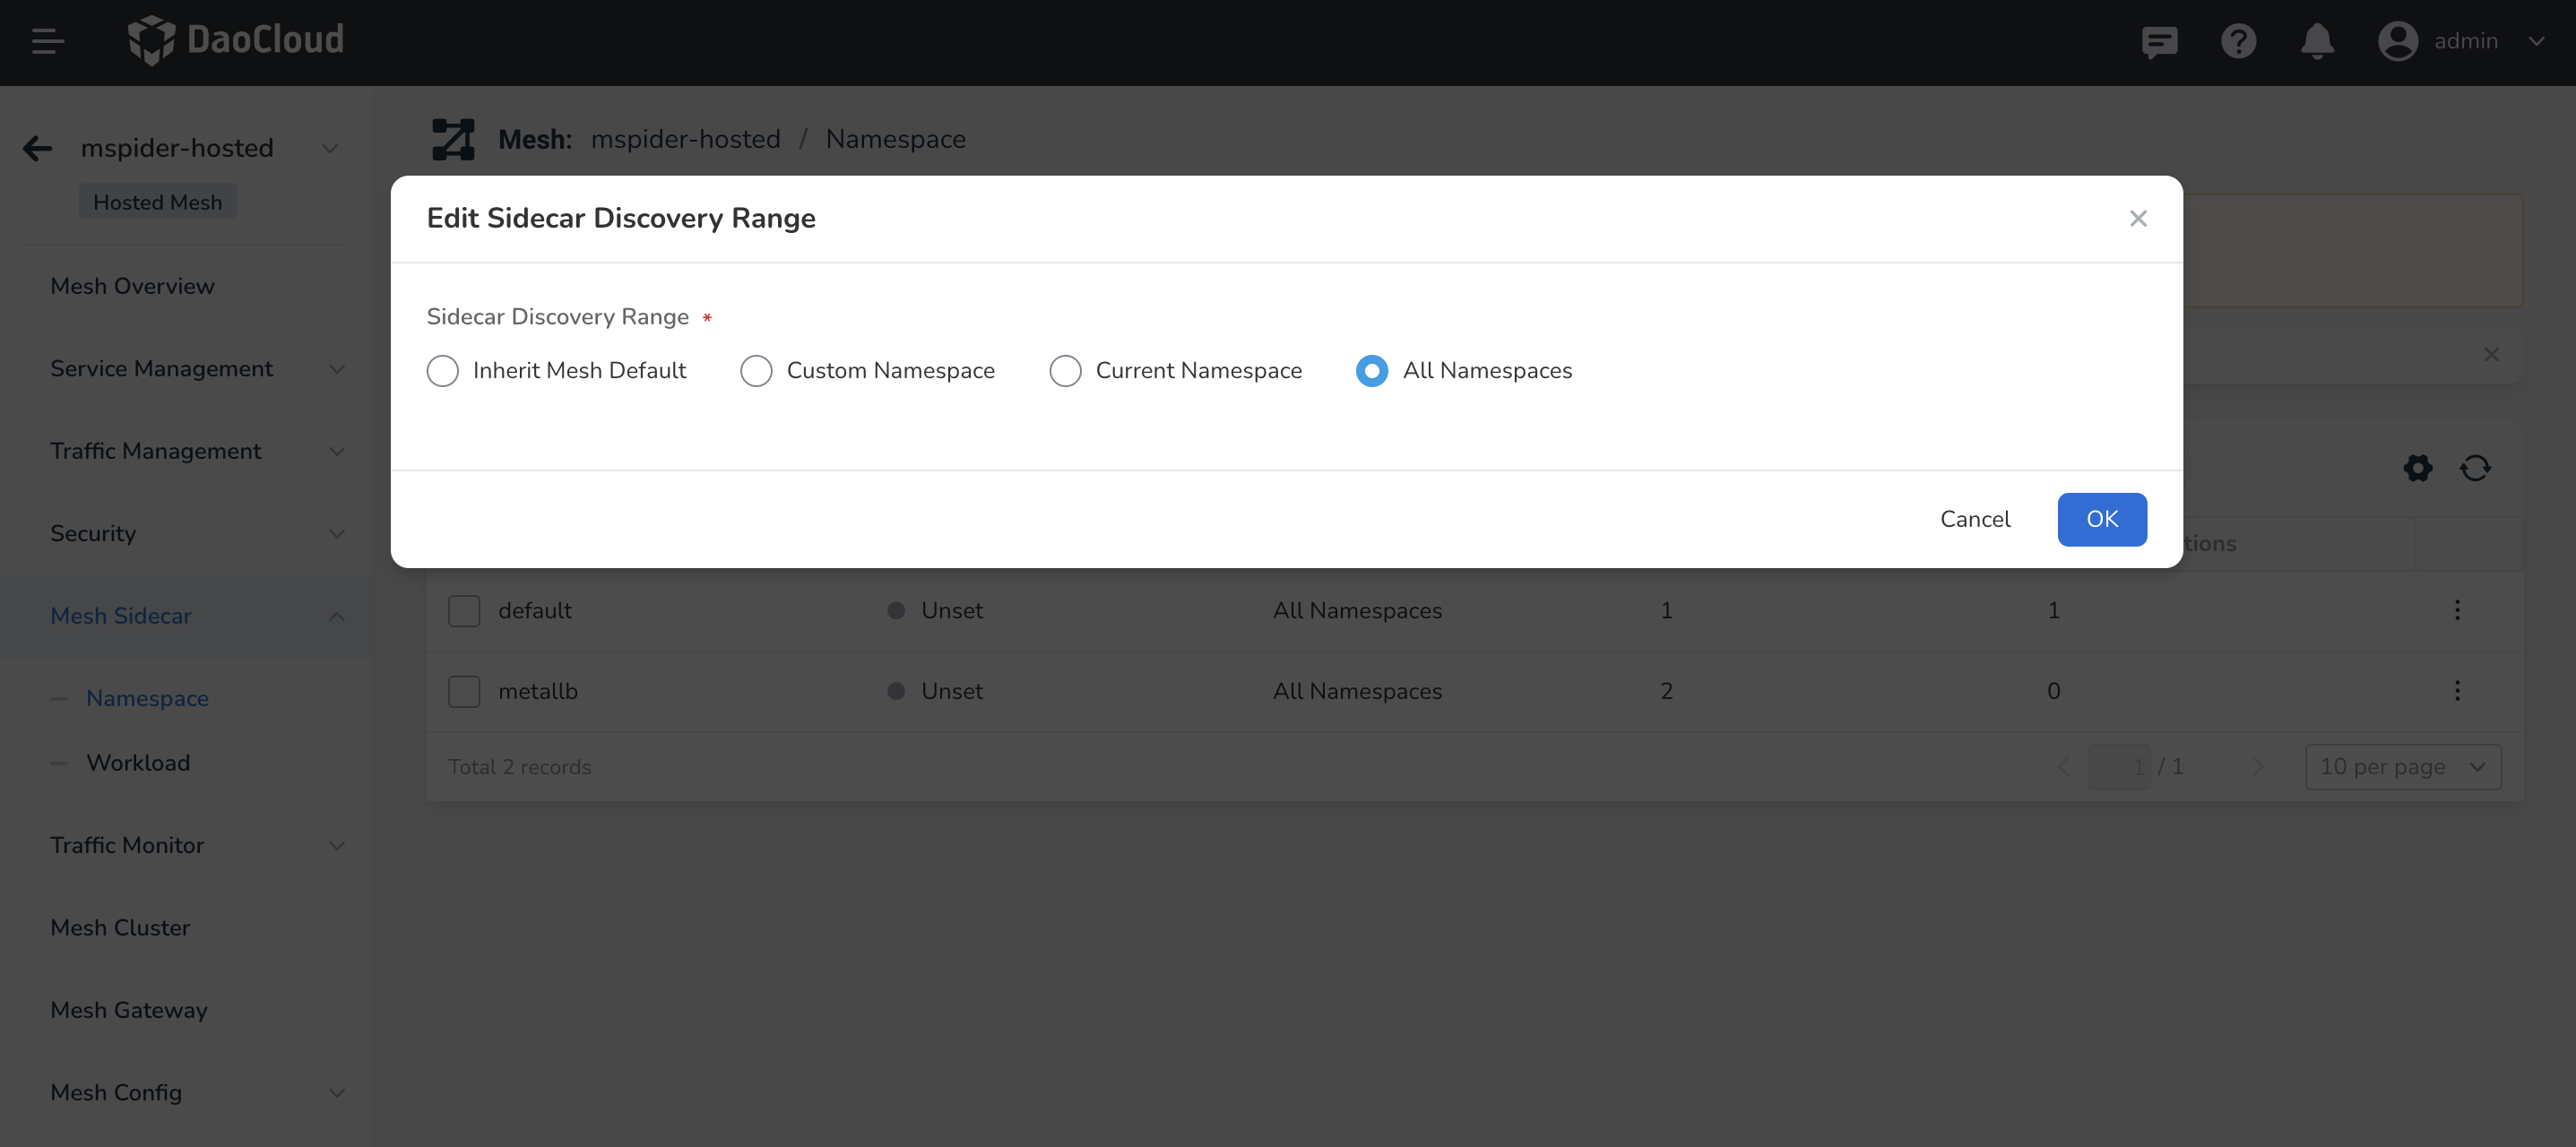 DaoCloud
admin
mspider-hosted
Hosted Mesh
Mesh Overview
Service Management
Traffic Management
Security
Mesh Sidecar
Namespace
Workload
Traffic Monitor
Mesh Cluster
Mesh Gateway
Mesh Config
Mesh: mspider-hosted / Namespace
Edit Sidecar Discovery Range
Sidecar Discovery Range *
Inherit Mesh Default Custom Namespace Current Namespace All Namespaces
Cancel OK
tions
default Unset All Namespaces 1 1
metallb Unset All Namespaces 2 0
Total 2 records 1 / 1 10 per page